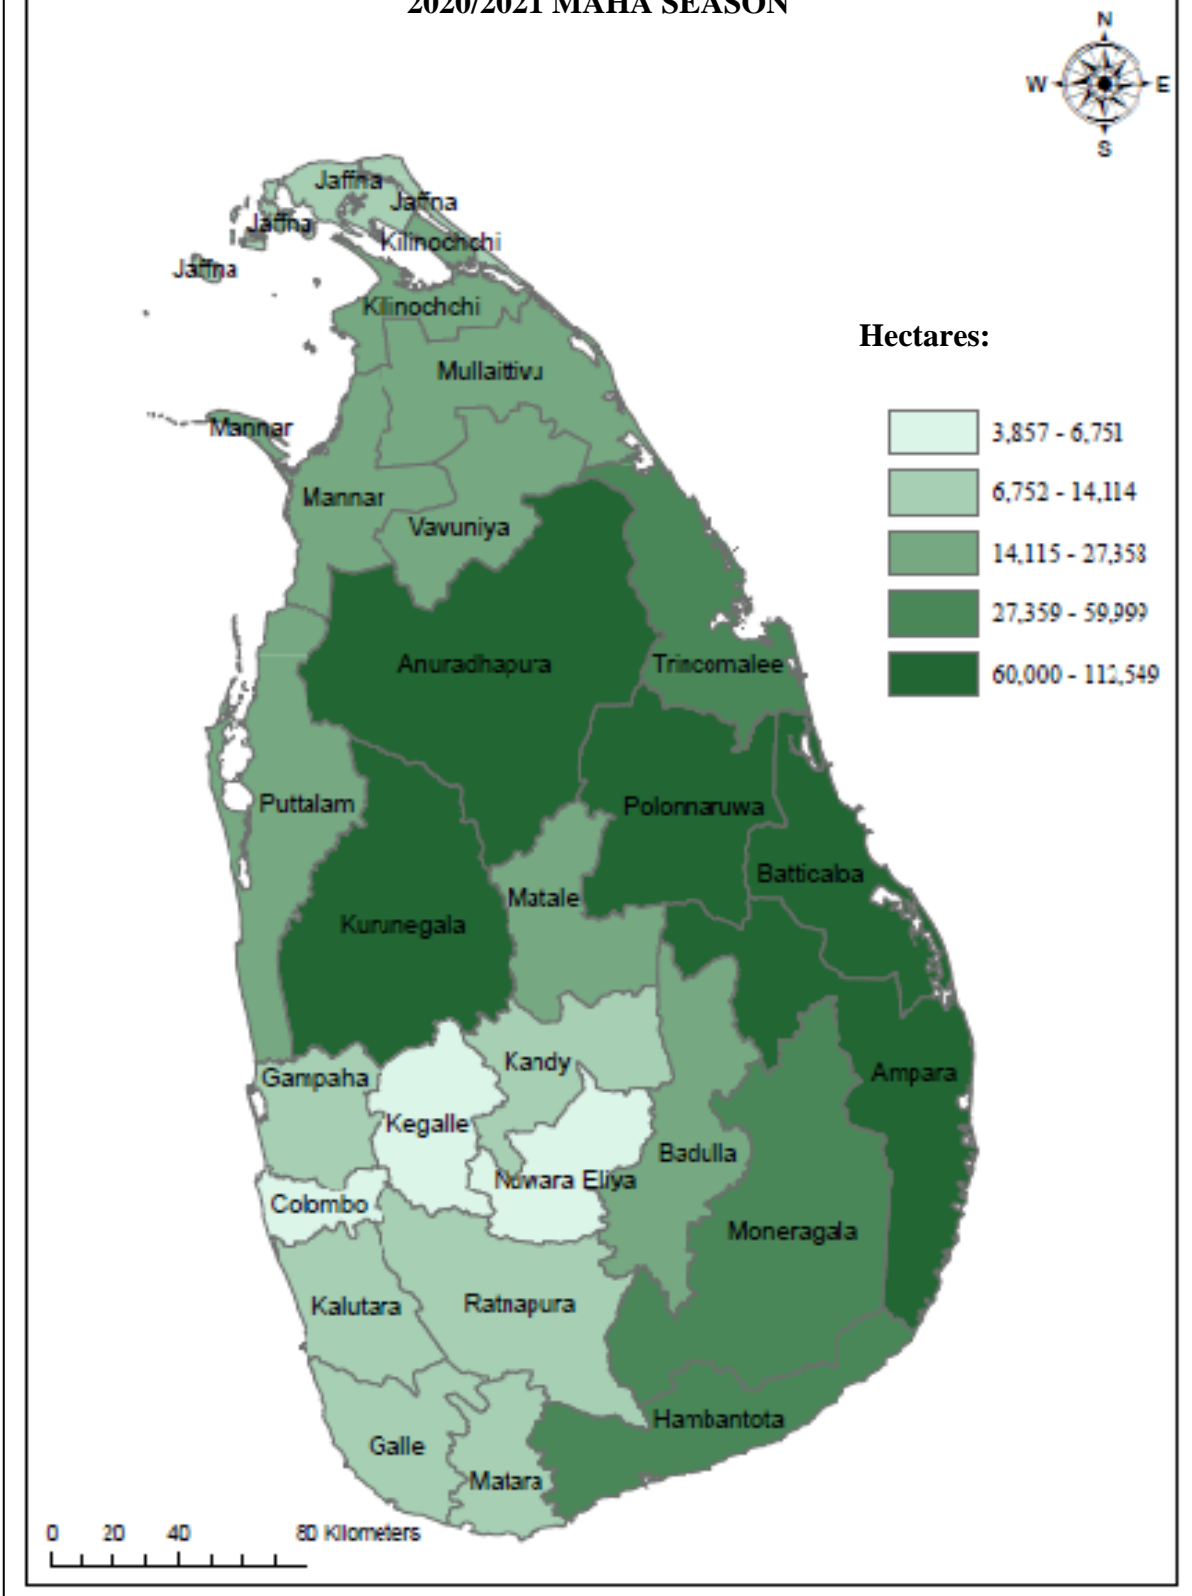 2020/2021 MAHA SEASON
N
W
E
S
Jaffna
Jaffna
Jaffna
Kilinochchi
Jaffna
Kilinochchi
Hectares:
Mullaittivu
3,857 - 6,751
Mannar
6,752 - 14,114
Mannar
Vavuniya
14,115 - 27,358
27,359 - 59,999
Anuradhapura
Trincomalee
60,000 - 112,549
Puttalam
Polonnaruwa
Batticaloa
Matale
Kurunegala
Kandy
Gampaha
Ampara
Kegalle
Badulla
Nuwara Eliya
Colombo
Moneragala
Kalutara
Ratnapura
Hambantota
Galle
Matara
0 20 40 80 Kilometers